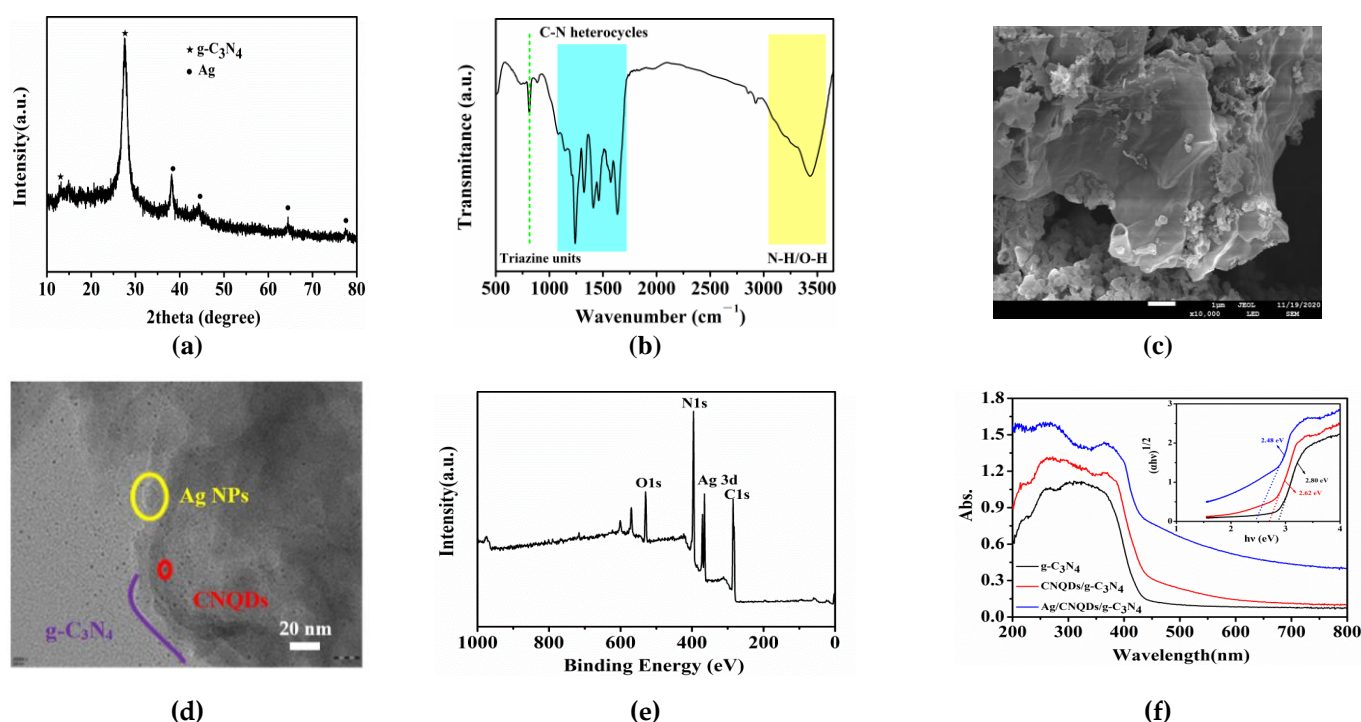 ★ g-C3N4
● Ag
Intensity(a.u.)
10 20 30 40 50 60 70 80
2theta (degree)
(a)
C-N heterocycles
Transmitance (a.u.)
Triazine units
N-H/O-H
500 1000 1500 2000 2500 3000 3500
Wavenumber (cm−1)
(b)
1µm JEOL 11/19/2020
x10,000 LED SEM
(c)
Ag NPs
CNQDs
g-C3N4
20 nm
(d)
N1s
O1s
Ag 3d
C1s
Intensity(a.u.)
1000 800 600 400 200 0
Binding Energy (eV)
(e)
1.8
1.5
1.2
0.9
0.6
0.3
0.0
Abs.
3
2
1
0
(αhν)1/2
2.48 eV
2.80 eV
2.62 eV
1 2 3 4
hν (eV)
g-C3N4
CNQDs/g-C3N4
Ag/CNQDs/g-C3N4
200 300 400 500 600 700 800
Wavelength(nm)
(f)